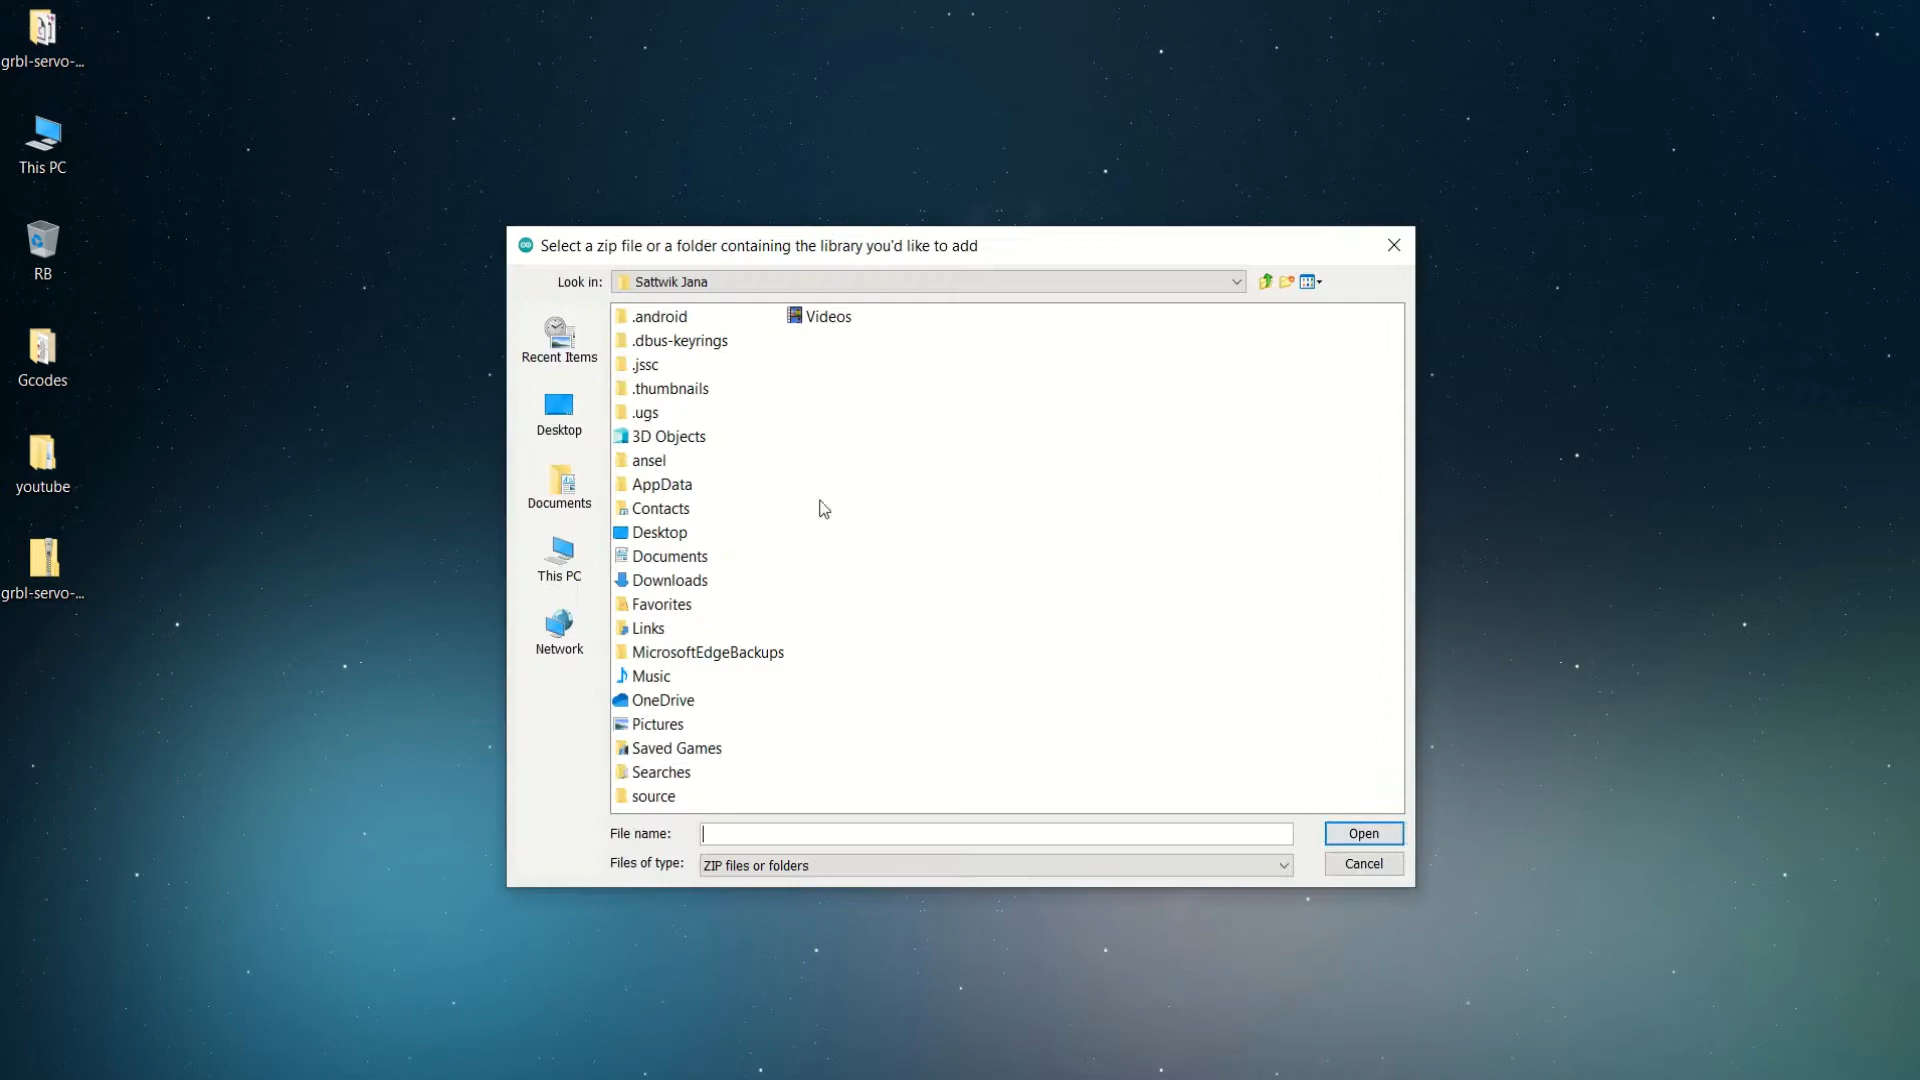 grbl-servo-...
This PC
RB
Gcodes
youtube
grbl-servo-...
Select a zip file or a folder containing the library you'd like to add
Look in: Sattwik Jana
Recent Items
Desktop
Documents
This PC
Network
.android
.dbus-keyrings
.jssc
.thumbnails
.ugs
3D Objects
ansel
AppData
Contacts
Desktop
Documents
Downloads
Favorites
Links
MicrosoftEdgeBackups
Music
OneDrive
Pictures
Saved Games
Searches
source
Videos
File name:
Open
Files of type: ZIP files or folders
Cancel